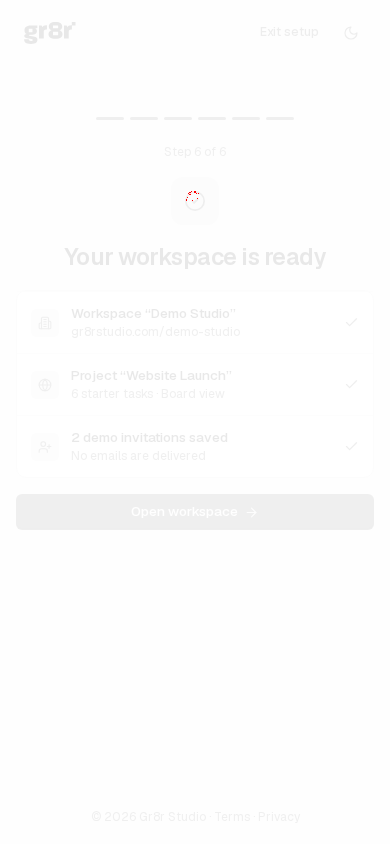 gr8r
Exit setup
Step 6 of 6
Your workspace is ready
Workspace “Demo Studio”
gr8rstudio.com/demo-studio
Project “Website Launch”
6 starter tasks · Board view
2 demo invitations saved
No emails are delivered
Open workspace
© 2026 Gr8r Studio · Terms · Privacy